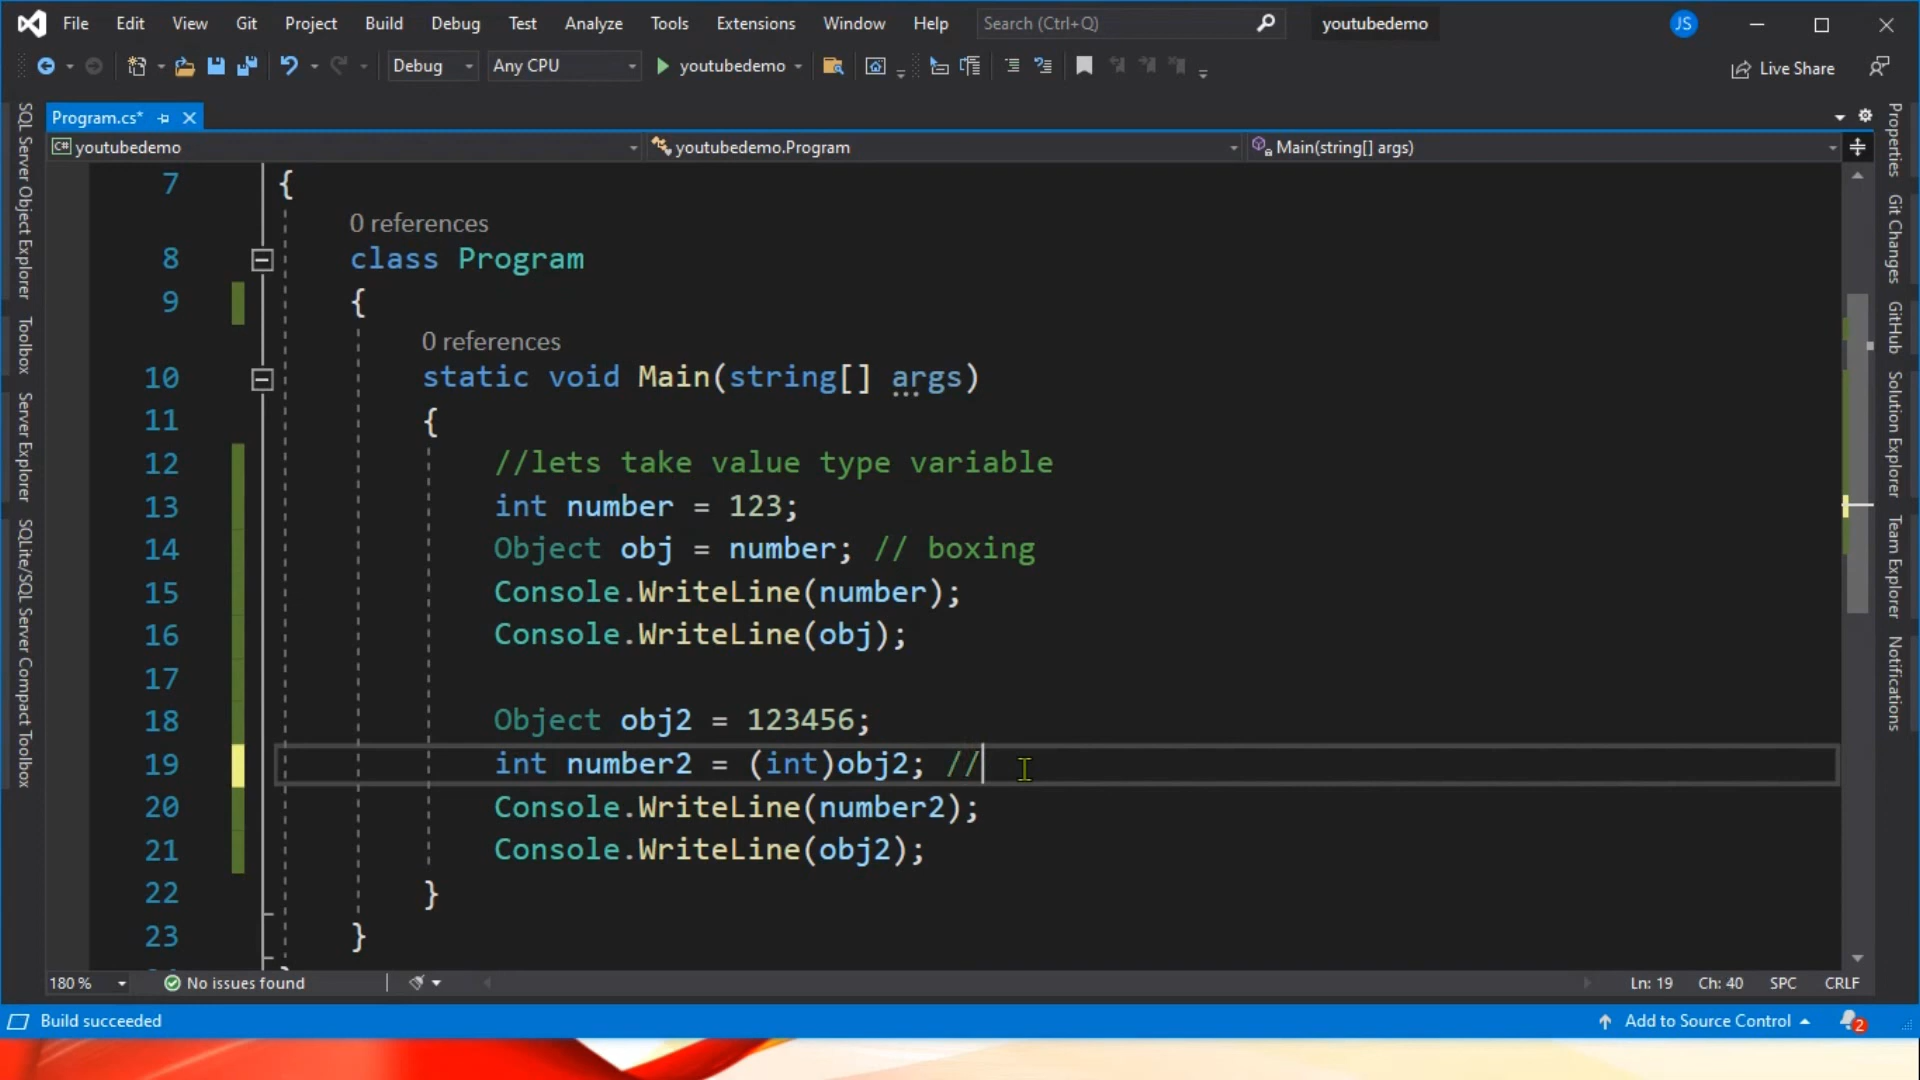 File Edit View Git Project Build Debug Test Analyze Tools Extensions Window Help Search (Ctrl+Q) youtubedemo JS
Debug Any CPU youtubedemo Live Share
Program.cs*
C# youtubedemo youtubedemo.Program Main(string[] args)
SQL Server Object Explorer
Toolbox
Server Explorer
SQLite/SQL Server Compact Toolbox
7 {
0 references
8 class Program
9 {
0 references
10 static void Main(string[] args)
11 {
12 //lets take value type variable
13 int number = 123;
14 Object obj = number; // boxing
15 Console.WriteLine(number);
16 Console.WriteLine(obj);
17
18 Object obj2 = 123456;
19 int number2 = (int)obj2; //
20 Console.WriteLine(number2);
21 Console.WriteLine(obj2);
22 }
23 }
Properties
Git Changes
GitHub
Solution Explorer
Team Explorer
Notifications
180 % No issues found Ln: 19 Ch: 40 SPC CRLF
Build succeeded Add to Source Control 2